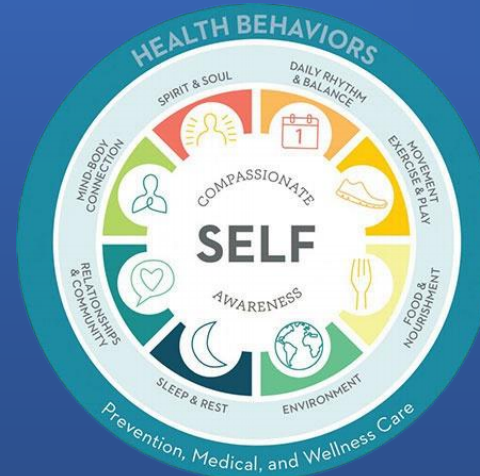 HEALTH BEHAVIORS
SPIRIT & SOUL
DAILY RHYTHM
& BALANCE
MOVEMENT
EXERCISE & PLAY
FOOD &
NOURISHMENT
ENVIRONMENT
SLEEP & REST
RELATIONSHIPS
& COMMUNITY
MIND-BODY
CONNECTION
1
COMPASSIONATE
SELF
AWARENESS
Prevention, Medical, and Wellness Care